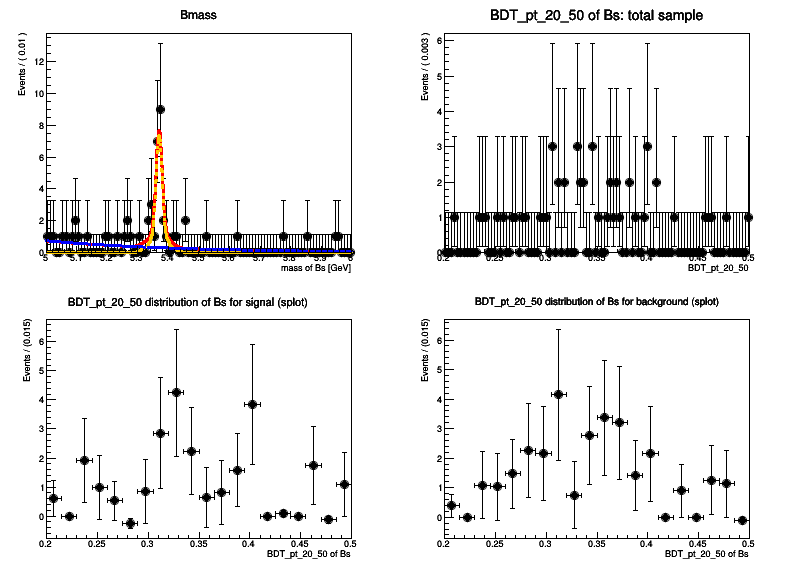 Bmass
Events / ( 0.01 )
12
10
8
6
4
2
0
5 5.1 5.2 5.3 5.4 5.5 5.6 5.7 5.8 5.9 6
mass of Bs [GeV]
BDT_pt_20_50 of Bs: total sample
Events / ( 0.003 )
6
5
4
3
2
1
0
0.2 0.25 0.3 0.35 0.4 0.45 0.5
BDT_pt_20_50
BDT_pt_20_50 distribution of Bs for signal (splot)
Events / (0.015)
6
5
4
3
2
1
0
0.2 0.25 0.3 0.35 0.4 0.45 0.5
BDT_pt_20_50 of Bs
BDT_pt_20_50 distribution of Bs for background (splot)
Events / (0.015)
6
5
4
3
2
1
0
0.2 0.25 0.3 0.35 0.4 0.45 0.5
BDT_pt_20_50 of Bs